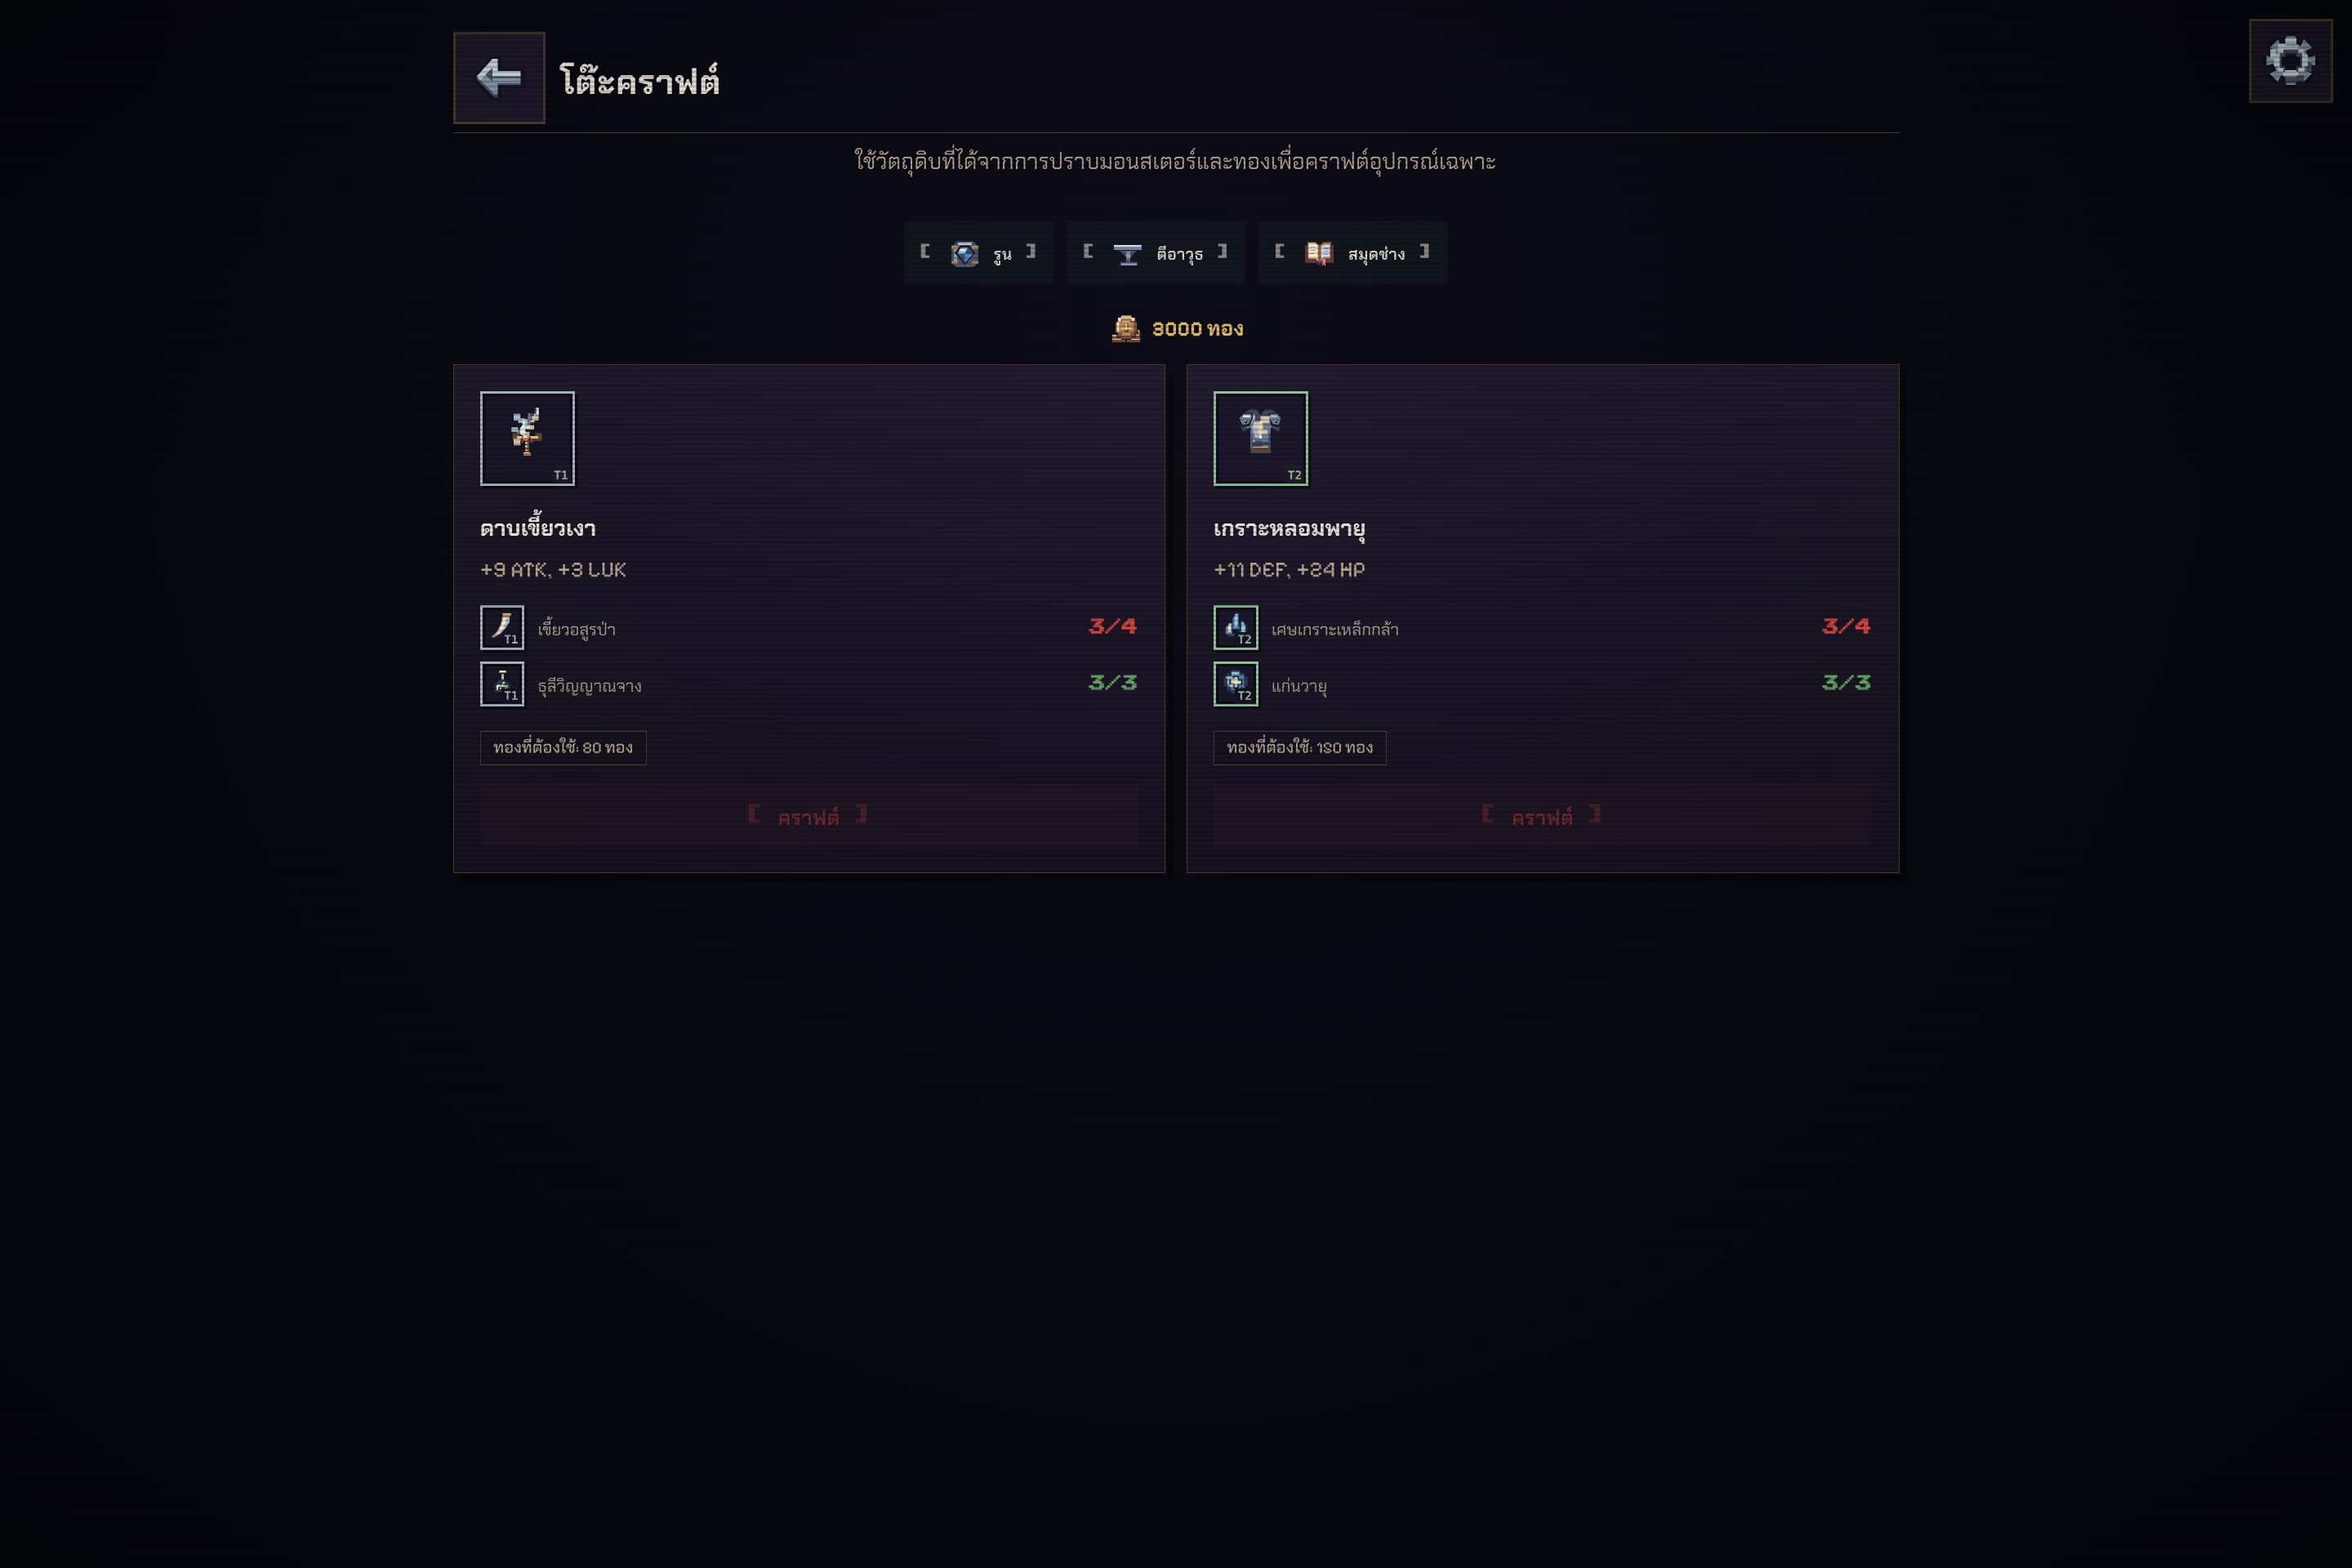 โต๊ะคราฟต์
ใช้วัตถุดิบที่ได้จากการปราบมอนสเตอร์และทองเพื่อคราฟต์อุปกรณ์เฉพาะ
[ รูน ] [ ตีอาวุธ ] [ สมุดช่าง ]
3000 ทอง
T1
ดาบเขี้ยวเงา
+9 ATK, +3 LUK
T1 เขี้ยวอสูรป่า 3/4
T1 ธุลีวิญญาณจาง 3/3
ทองที่ต้องใช้: 80 ทอง
[ คราฟต์ ]
T2
เกราะหลอมพายุ
+11 DEF, +24 HP
T2 เศษเกราะเหล็กกล้า 3/4
T2 แก่นวายุ 3/3
ทองที่ต้องใช้: 180 ทอง
[ คราฟต์ ]